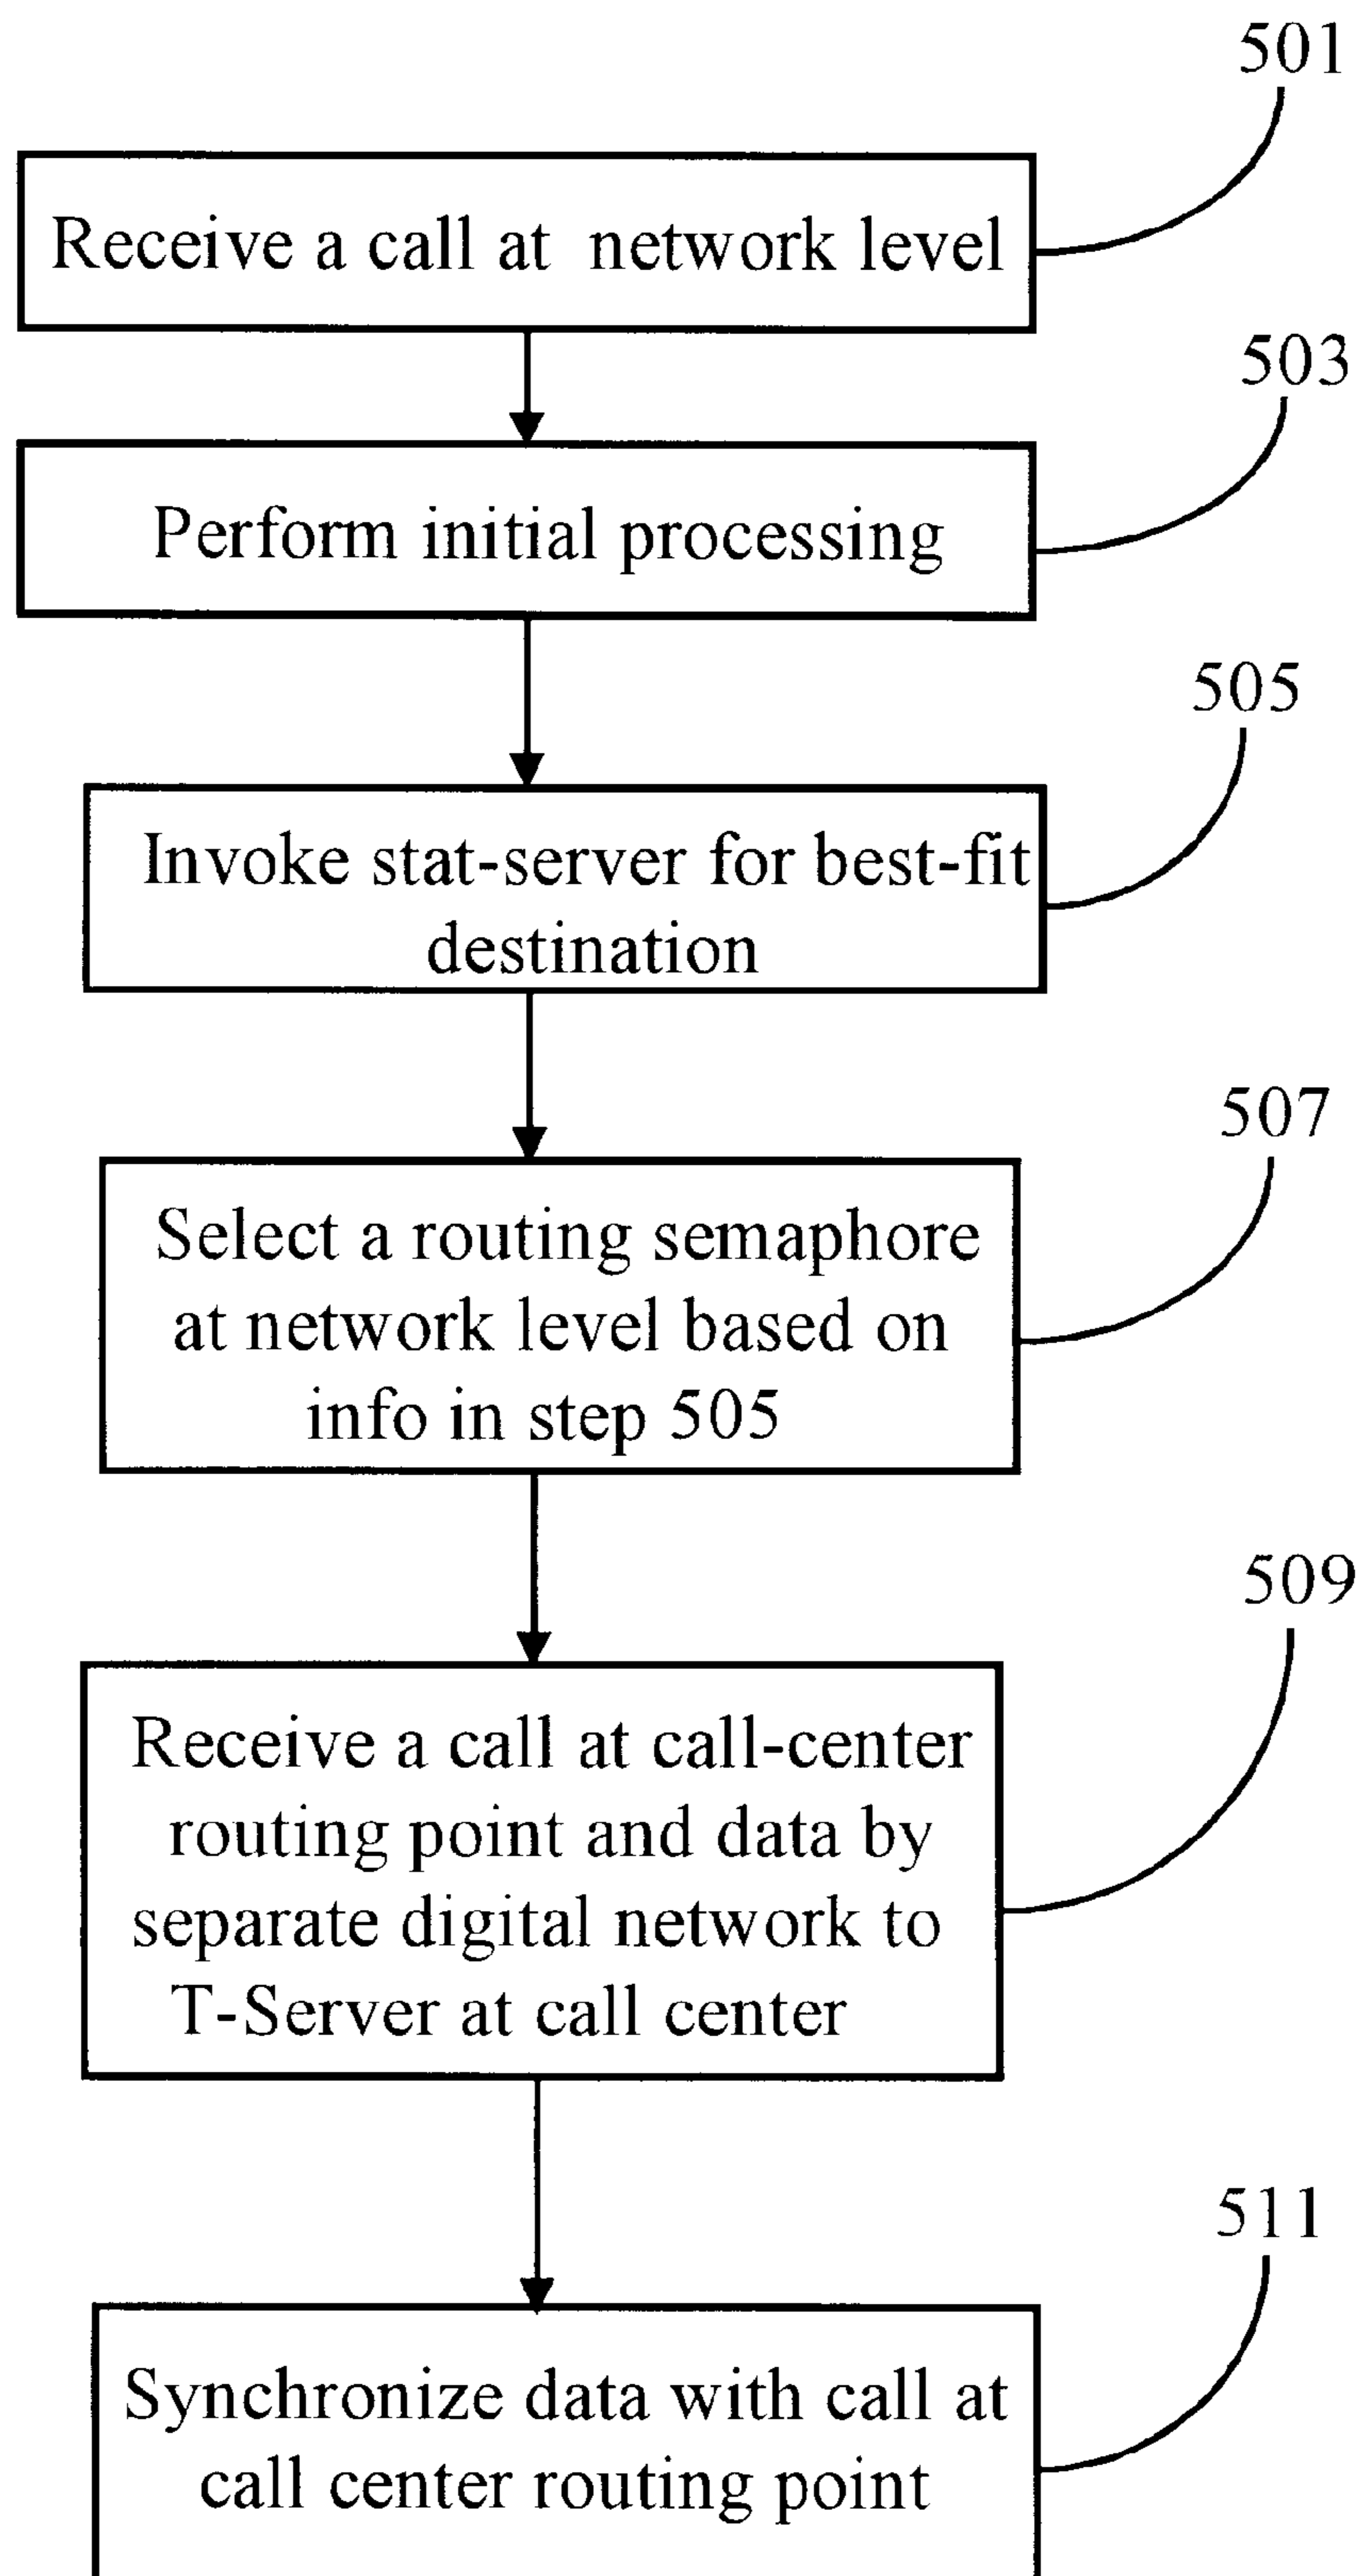 501
Receive a call at network level
503
Perform initial processing
505
Invoke stat-server for best-fit
destination
507
Select a routing semaphore
at network level based on
info in step 505
509
Receive a call at call-center
routing point and data by
separate digital network to
T-Server at call center
511
Synchronize data with call at
call center routing point